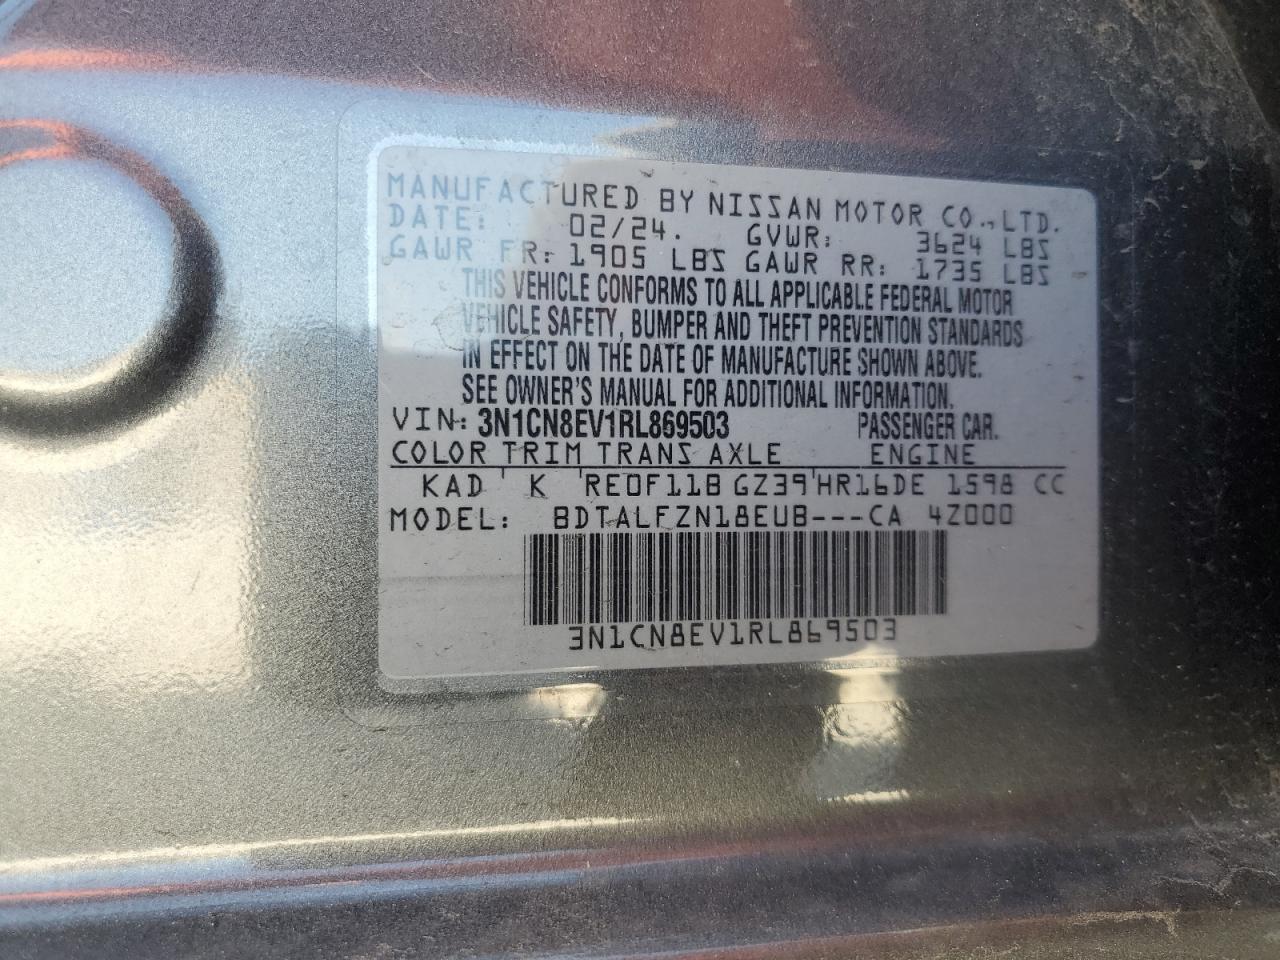 MANUFACTURED BY NISSAN MOTOR CO.,LTD.
DATE: 02/24. GVWR: 3624 LBS
GAWR FR: 1905 LBS GAWR RR: 1735 LBS
THIS VEHICLE CONFORMS TO ALL APPLICABLE FEDERAL MOTOR
VEHICLE SAFETY, BUMPER AND THEFT PREVENTION STANDARDS
IN EFFECT ON THE DATE OF MANUFACTURE SHOWN ABOVE.
SEE OWNER'S MANUAL FOR ADDITIONAL INFORMATION.
VIN: 3N1CN8EV1RL869503 PASSENGER CAR.
COLOR TRIM TRANS AXLE ENGINE
KAD K RE0F11B GZ39 HR16DE 1598 CC
MODEL: BDTALFZN18EUB---CA 4Z000
3N1CN8EV1RL869503